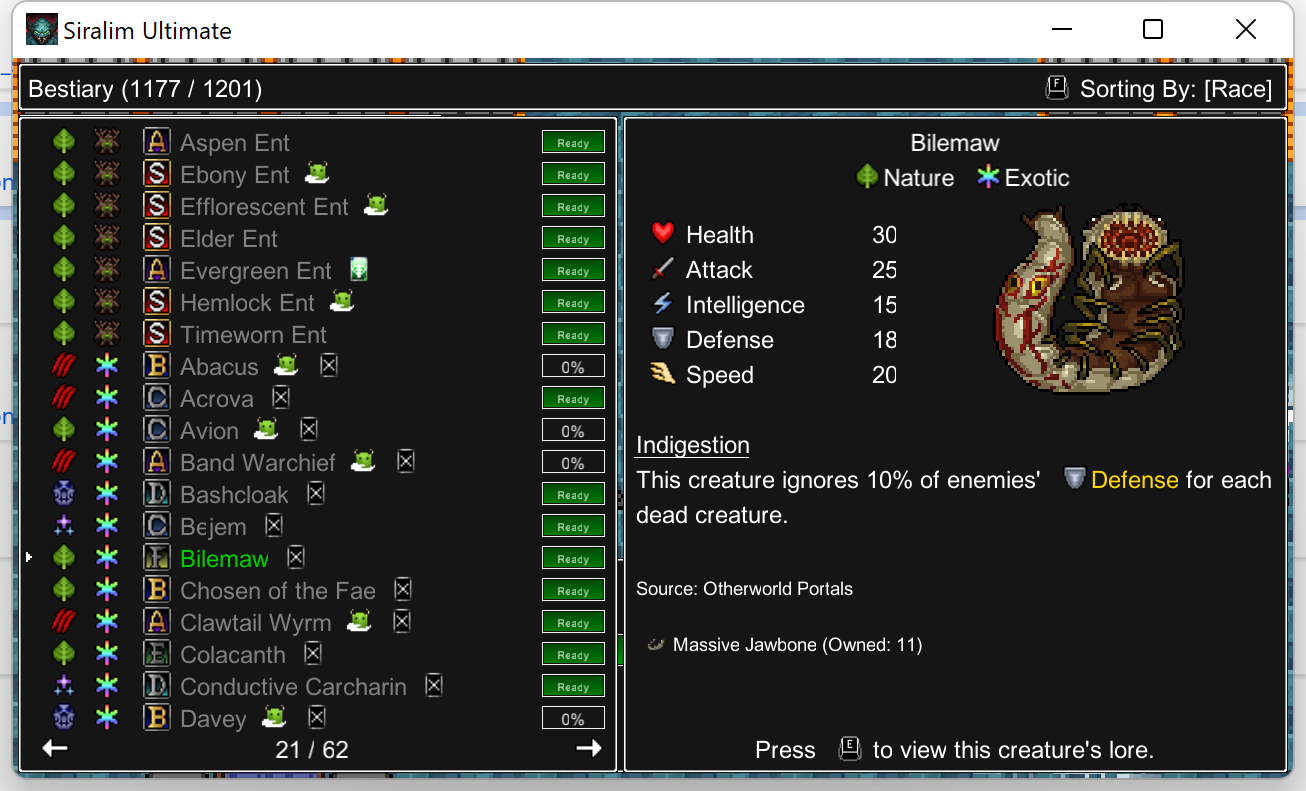 Siralim Ultimate
Bestiary (1177 / 1201)
F Sorting By: [Race]
A Aspen Ent Ready
S Ebony Ent Ready
S Efflorescent Ent Ready
S Elder Ent Ready
A Evergreen Ent Ready
S Hemlock Ent Ready
S Timeworn Ent Ready
B Abacus 0%
C Acrova Ready
C Avion 0%
A Band Warchief 0%
D Bashcloak Ready
C Bejem Ready
F Bilemaw Ready
B Chosen of the Fae Ready
A Clawtail Wyrm Ready
E Colacanth Ready
D Conductive Carcharin Ready
B Davey 0%
21 / 62
Bilemaw
Nature Exotic
Health 30
Attack 25
Intelligence 15
Defense 18
Speed 20
Indigestion
This creature ignores 10% of enemies' Defense for each
dead creature.
Source: Otherworld Portals
Massive Jawbone (Owned: 11)
Press E to view this creature's lore.